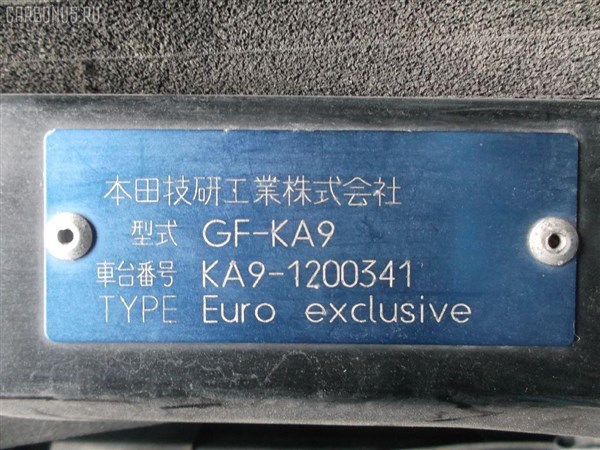 CARBONUS.RU
本田技研工業株式会社
型式 GF-KA9
車台番号 KA9-1200341
TYPE Euro exclusive